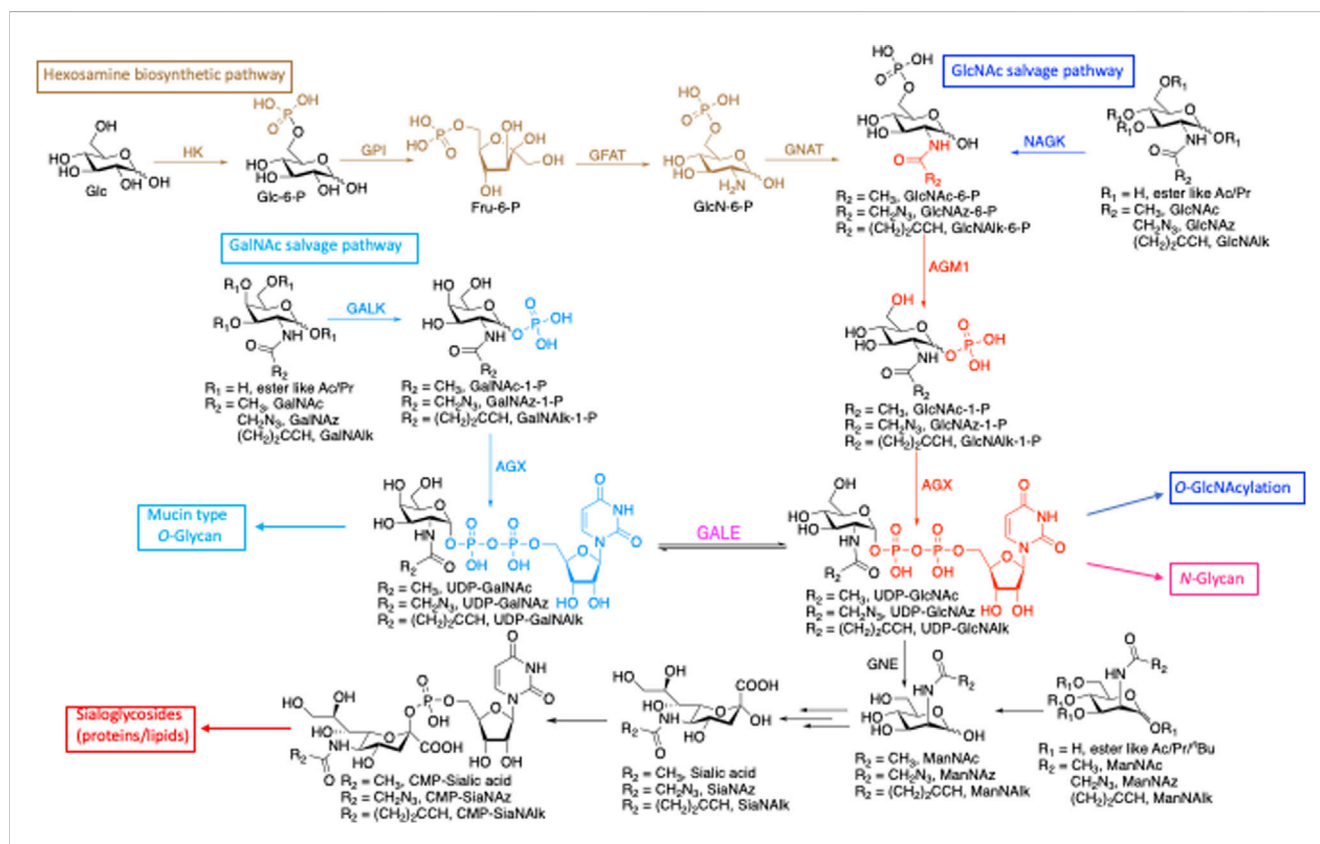 Hexosamine biosynthetic pathway
GlcNAc salvage pathway
HK
GPI
GFAT
GNAT
NAGK
Glc
Glc-6-P
Fru-6-P
GlcN-6-P
R₂ = CH₃, GlcNAc-6-P
R₂ = CH₂N₃, GlcNAz-6-P
R₂ = (CH₂)₂CCH, GlcNAlk-6-P
R₁ = H, ester like Ac/Pr
R₂ = CH₃, GlcNAc
CH₂N₃, GlcNAz
(CH₂)₂CCH, GlcNAlk
GalNAc salvage pathway
AGM1
GALK
R₁ = H, ester like Ac/Pr
R₂ = CH₃, GalNAc
CH₂N₃, GalNAz
(CH₂)₂CCH, GalNAlk
R₂ = CH₃, GalNAc-1-P
R₂ = CH₂N₃, GalNAz-1-P
R₂ = (CH₂)₂CCH, GalNAlk-1-P
R₂ = CH₃, GlcNAc-1-P
R₂ = CH₂N₃, GlcNAz-1-P
R₂ = (CH₂)₂CCH, GlcNAlk-1-P
AGX
AGX
Mucin type
O-Glycan
GALE
O-GlcNAcylation
N-Glycan
R₂ = CH₃, UDP-GalNAc
R₂ = CH₂N₃, UDP-GalNAz
R₂ = (CH₂)₂CCH, UDP-GalNAlk
R₂ = CH₃, UDP-GlcNAc
R₂ = CH₂N₃, UDP-GlcNAz
R₂ = (CH₂)₂CCH, UDP-GlcNAlk
GNE
Sialoglycosides
(proteins/lipids)
R₂ = CH₃, CMP-Sialic acid
R₂ = CH₂N₃, CMP-SiaNAz
R₂ = (CH₂)₂CCH, CMP-SiaNAlk
R₂ = CH₃, Sialic acid
R₂ = CH₂N₃, SiaNAz
R₂ = (CH₂)₂CCH, SiaNAlk
R₂ = CH₃, ManNAc
R₂ = CH₂N₃, ManNAz
R₂ = (CH₂)₂CCH, ManNAlk
R₁ = H, ester like Ac/Pr/ⁿBu
R₂ = CH₃, ManNAc
CH₂N₃, ManNAz
(CH₂)₂CCH, ManNAlk